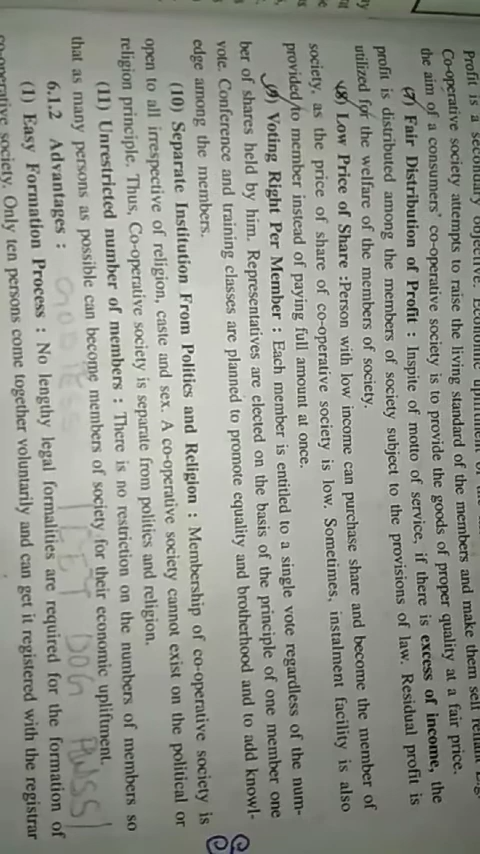 Profit is a secondary objective. Economic upliftment of the
Co-operative society attempts to raise the living standard of the members and make them self reliant
the aim of a consumers' co-operative society is to provide the goods of proper quality at a fair price.
(7) Fair Distribution of Profit : Inspite of motto of service, if there is excess of income, the
profit is distributed among the members of society subject to the provisions of law. Residual profit is
utilized for the welfare of the members of society.
(8) Low Price of Share :Person with low income can purchase share and become the member of
society, as the price of share of co-operative society is low. Sometimes, instalment facility is also
provided to member instead of paying full amount at once.
(9) Voting Right Per Member : Each member is entitled to a single vote regardless of the num-
ber of shares held by him. Representatives are elected on the basis of the principle of one member one
vote. Conference and training classes are planned to promote equality and brotherhood and to add knowl-
edge among the members.
(10) Separate Institution From Politics and Religion : Membership of co-operative society is
open to all irrespective of religion, caste and sex. A co-operative society cannot exist on the political or
religion principle. Thus, Co-operative society is separate from politics and religion.
(11) Unrestricted number of members : There is no restriction on the numbers of members so
that as many persons as possible can become members of society for their economic upliftment.
6.1.2 Advantages :
(1) Easy Formation Process : No lengthy legal formalities are required for the formation of
co-operative society. Only ten persons come together voluntarily and can get it registered with the registrar